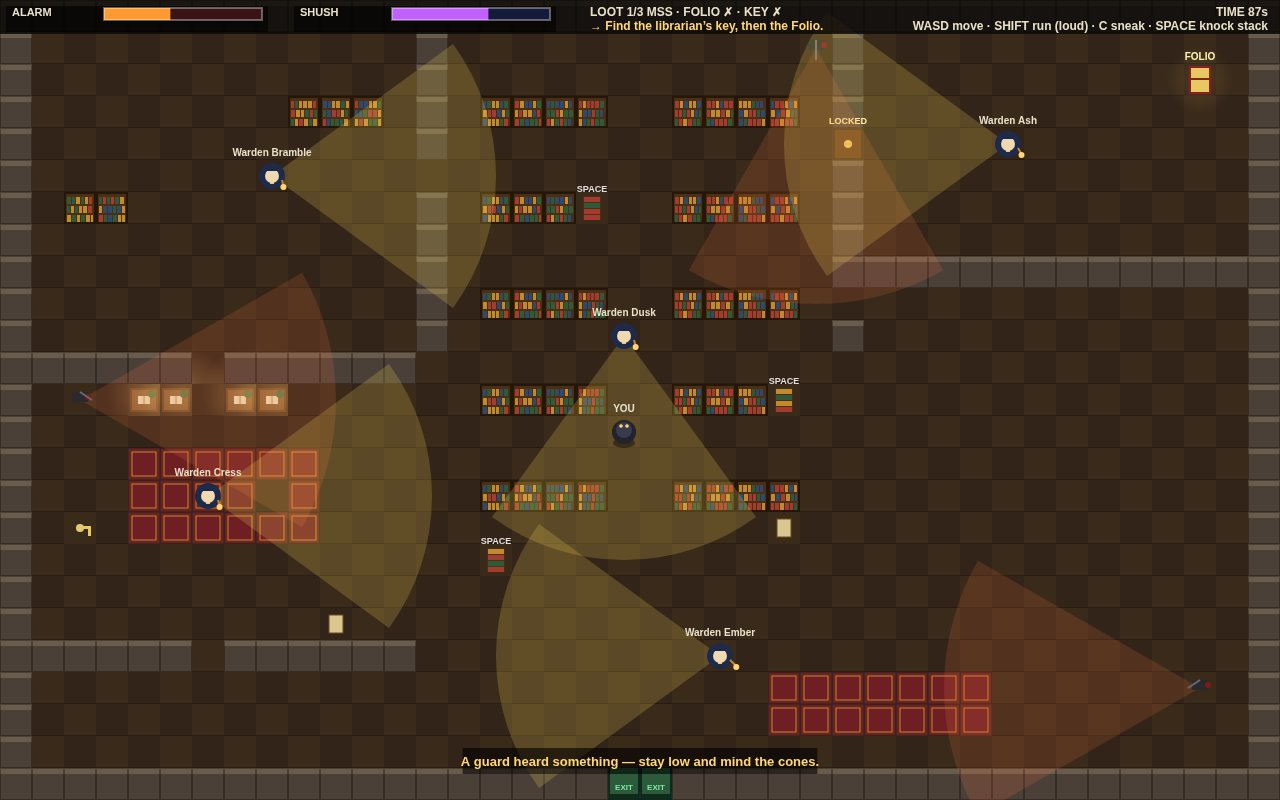 ALARM
SHUSH
LOOT 1/3 MSS · FOLIO ✗ · KEY ✗
→ Find the librarian's key, then the Folio.
TIME 87s
WASD move · SHIFT run (loud) · C sneak · SPACE knock stack
FOLIO
LOCKED
Warden Ash
Warden Bramble
SPACE
Warden Dusk
SPACE
YOU
Warden Cress
SPACE
Warden Ember
A guard heard something — stay low and mind the cones.
EXIT
EXIT